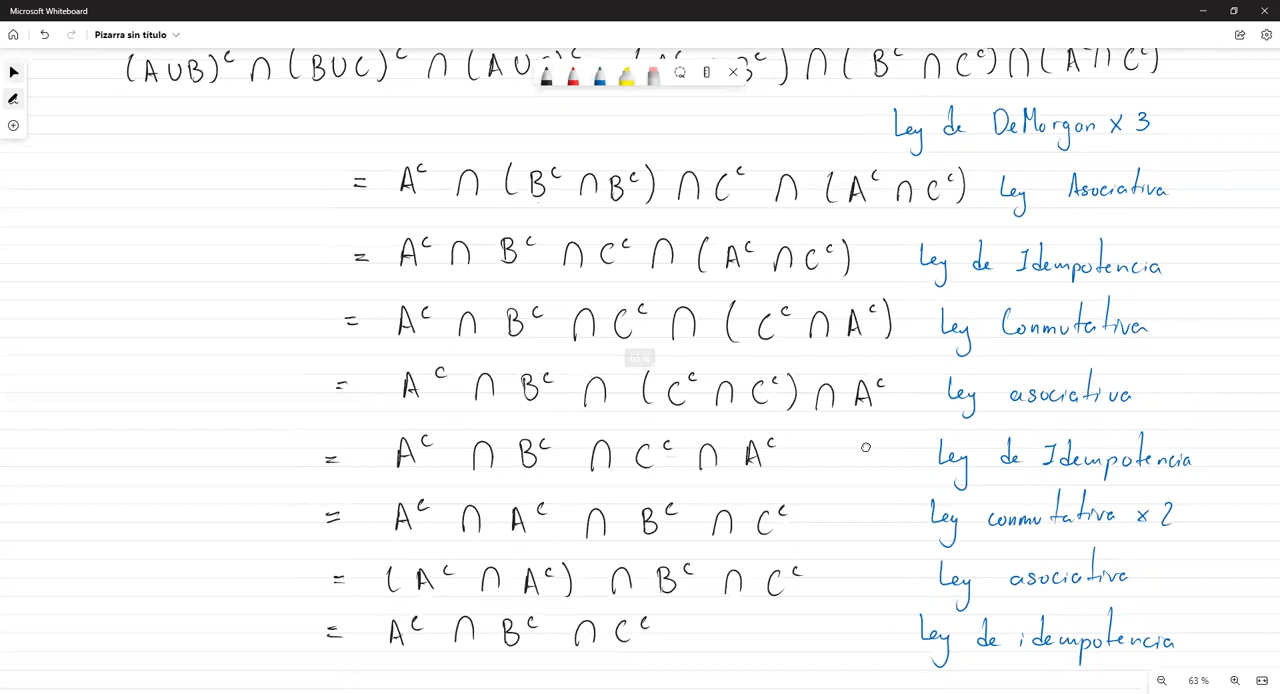 Microsoft Whiteboard
Pizarra sin título
(A∪B)ᶜ ∩ (B∪C)ᶜ ∩ (A∪ Bᶜ) ∩ (Bᶜ ∩ Cᶜ) ∩ (Aᶜ ∩ Cᶜ)
Ley de DeMorgan x 3
= Aᶜ ∩ (Bᶜ ∩ Bᶜ) ∩ Cᶜ ∩ (Aᶜ ∩ Cᶜ) Ley Asociativa
= Aᶜ ∩ Bᶜ ∩ Cᶜ ∩ (Aᶜ ∩ Cᶜ) Ley de Idempotencia
= Aᶜ ∩ Bᶜ ∩ Cᶜ ∩ (Cᶜ ∩ Aᶜ) Ley Conmutativa
63 %
= Aᶜ ∩ Bᶜ ∩ (Cᶜ ∩ Cᶜ) ∩ Aᶜ Ley asociativa
= Aᶜ ∩ Bᶜ ∩ Cᶜ ∩ Aᶜ Ley de Idempotencia
= Aᶜ ∩ Aᶜ ∩ Bᶜ ∩ Cᶜ Ley conmutativa x 2
= (Aᶜ ∩ Aᶜ) ∩ Bᶜ ∩ Cᶜ Ley asociativa
= Aᶜ ∩ Bᶜ ∩ Cᶜ Ley de idempotencia
63 %